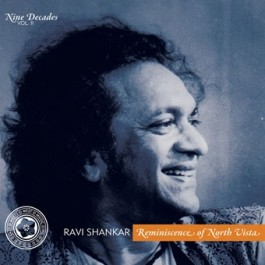 Nine Decades
VOL. II
RAVI SHANKAR Reminiscence of North Vista